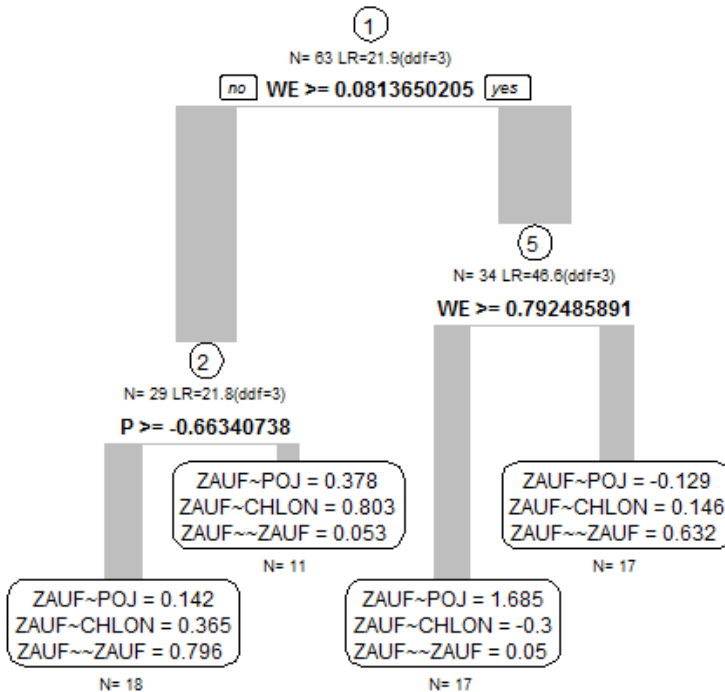 1
N= 63 LR=21.9(ddf=3)
no WE >= 0.0813650205 yes
5
N= 34 LR=46.6(ddf=3)
WE >= 0.792485891
2
N= 29 LR=21.8(ddf=3)
P >= -0.66340738
ZAUF~POJ = 0.378
ZAUF~CHLON = 0.803
ZAUF~~ZAUF = 0.053
N= 11
ZAUF~POJ = -0.129
ZAUF~CHLON = 0.146
ZAUF~~ZAUF = 0.632
N= 17
ZAUF~POJ = 0.142
ZAUF~CHLON = 0.365
ZAUF~~ZAUF = 0.796
N= 18
ZAUF~POJ = 1.685
ZAUF~CHLON = -0.3
ZAUF~~ZAUF = 0.05
N= 17